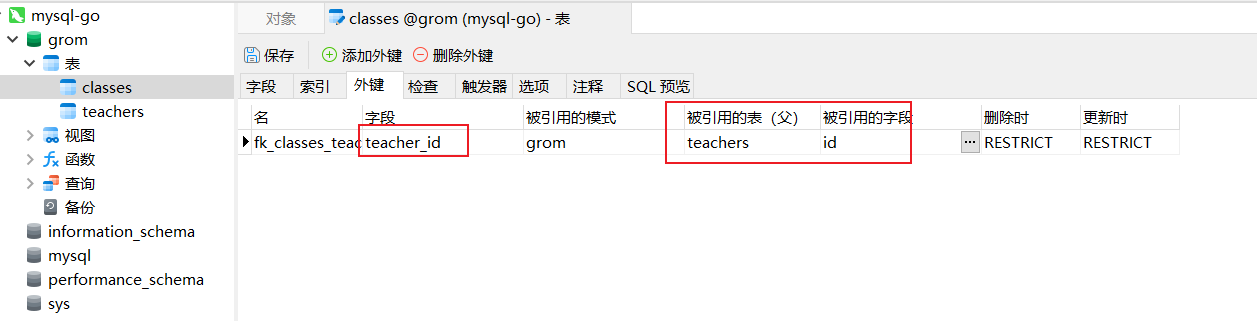 mysql-go
grom
表
classes
teachers
视图
函数
查询
备份
information_schema
mysql
performance_schema
sys
对象 classes @grom (mysql-go) - 表
保存 添加外键 删除外键
字段 索引 外键 检查 触发器 选项 注释 SQL 预览
名 字段 被引用的模式 被引用的表（父） 被引用的字段 删除时 更新时
fk_classes_teac teacher_id grom teachers id ... RESTRICT RESTRICT